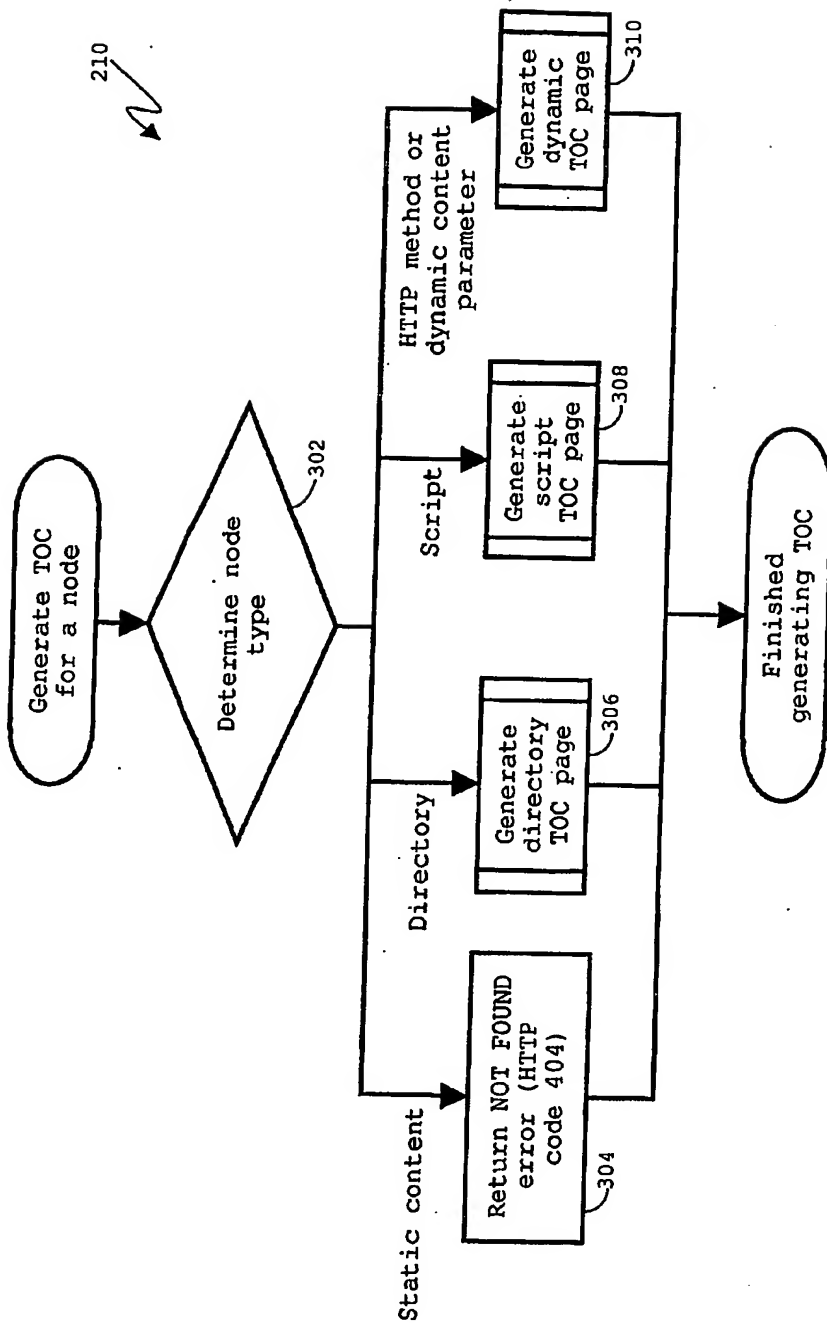 210
Generate TOC
for a node
Determine node
type
302
Static content
Directory
Script
HTTP method or
dynamic content
parameter
Return NOT FOUND
error (HTTP
code 404)
304
Generate
directory
TOC page
306
Generate
script
TOC page
308
Generate
dynamic
TOC page
310
Finished
generating TOC